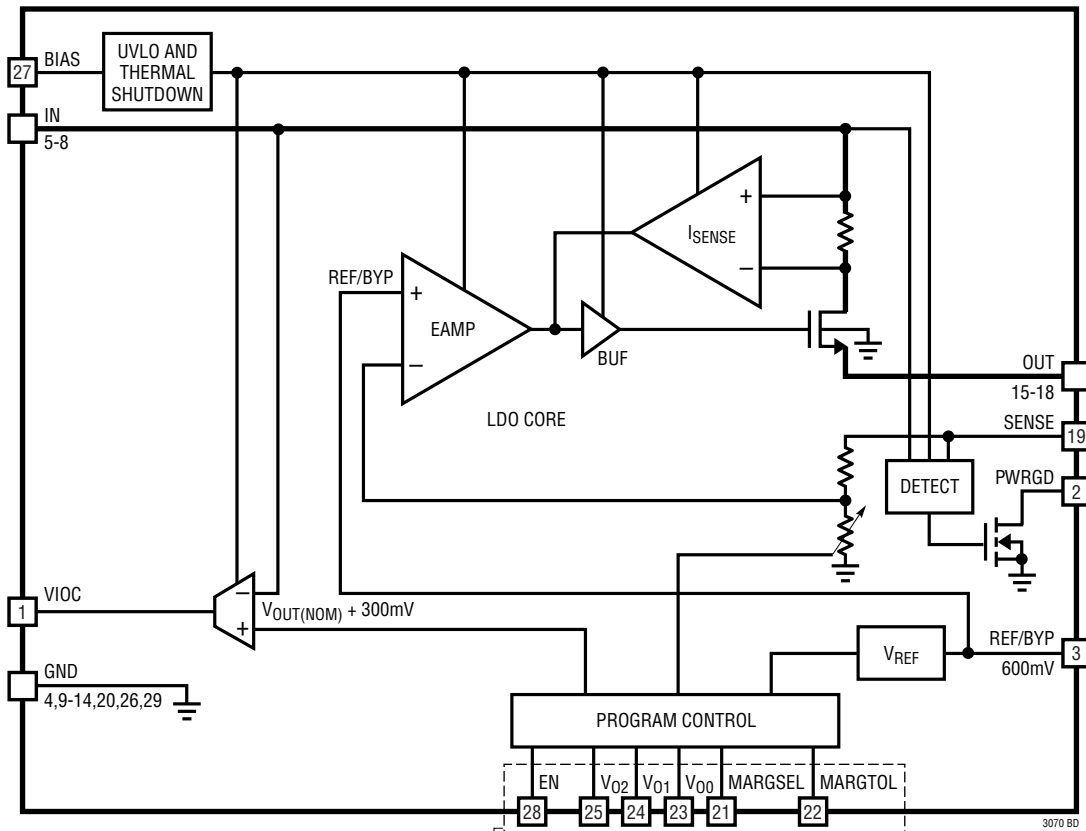 27
BIAS
UVLO AND
THERMAL
SHUTDOWN
IN
5-8
+
ISENSE
–
REF/BYP
+
EAMP
–
BUF
LDO CORE
OUT
15-18
SENSE
19
DETECT
PWRGD
2
VIOC
1
–
VOUT(NOM) + 300mV
+
VREF
REF/BYP
3
600mV
GND
4,9-14,20,26,29
PROGRAM CONTROL
EN
VO2
VO1
VO0
MARGSEL
MARGTOL
28
25
24
23
21
22
3070 BD